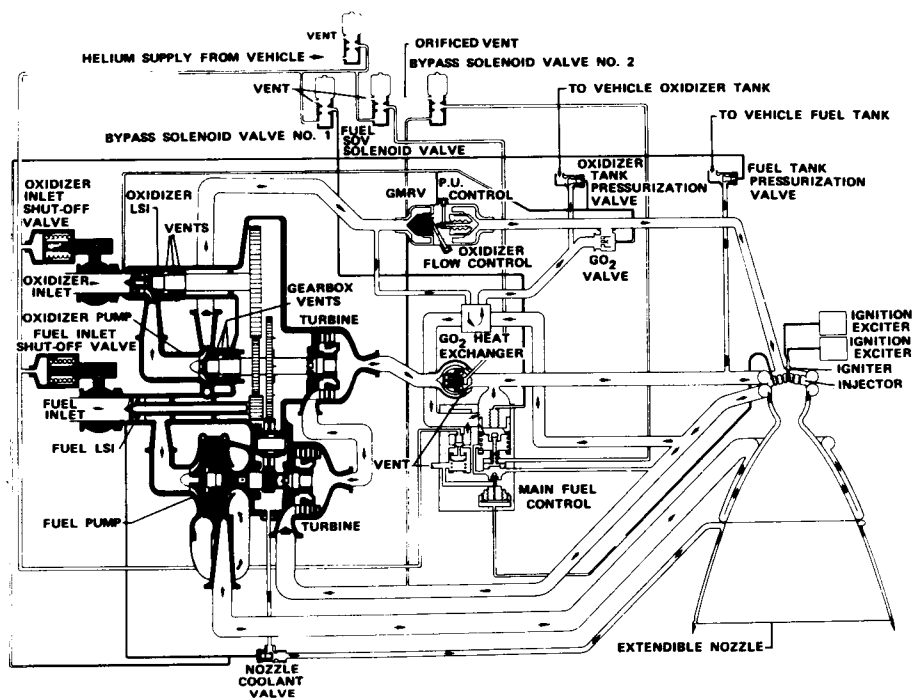 VENT
HELIUM SUPPLY FROM VEHICLE
ORIFICED VENT
BYPASS SOLENOID VALVE NO. 2
VENT
TO VEHICLE OXIDIZER TANK
TO VEHICLE FUEL TANK
BYPASS SOLENOID VALVE NO. 1
FUEL
SOV
SOLENOID VALVE
OXIDIZER
INLET
SHUT-OFF
VALVE
OXIDIZER
LSI
VENTS
GMRV
P.U.
CONTROL
OXIDIZER
TANK
PRESSURIZATION
VALVE
FUEL TANK
PRESSURIZATION
VALVE
OXIDIZER
FLOW CONTROL
GO2
VALVE
OXIDIZER
INLET
GEARBOX
VENTS
OXIDIZER PUMP
TURBINE
FUEL INLET
SHUT-OFF VALVE
GO2 HEAT
EXCHANGER
IGNITION
EXCITER
IGNITION
EXCITER
IGNITER
INJECTOR
FUEL
INLET
FUEL LSI
VENT
MAIN FUEL
CONTROL
FUEL PUMP
TURBINE
EXTENDIBLE NOZZLE
NOZZLE
COOLANT
VALVE